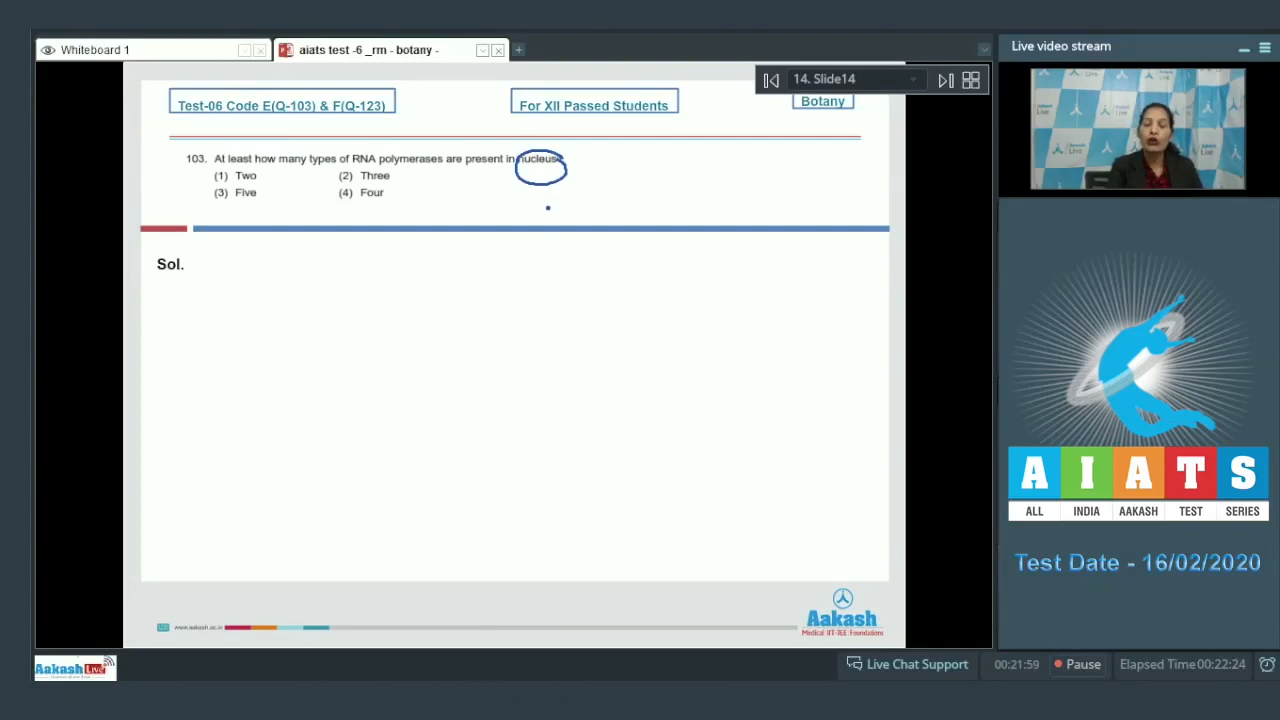 Whiteboard 1
aiats test -6 _rm - botany -
Live video stream
14. Slide14
Test-06 Code E(Q-103) & F(Q-123)
For XII Passed Students
Botany
103. At least how many types of RNA polymerases are present in nucleus?
(1) Two
(2) Three
(3) Five
(4) Four
Sol.
AIATS
ALL INDIA AAKASH TEST SERIES
Test Date - 16/02/2020
www.aakash.ac.in
Aakash
Medical|IIT-JEE|Foundations
Aakash Live
Live Chat Support
00:21:59
Pause
Elapsed Time 00:22:24